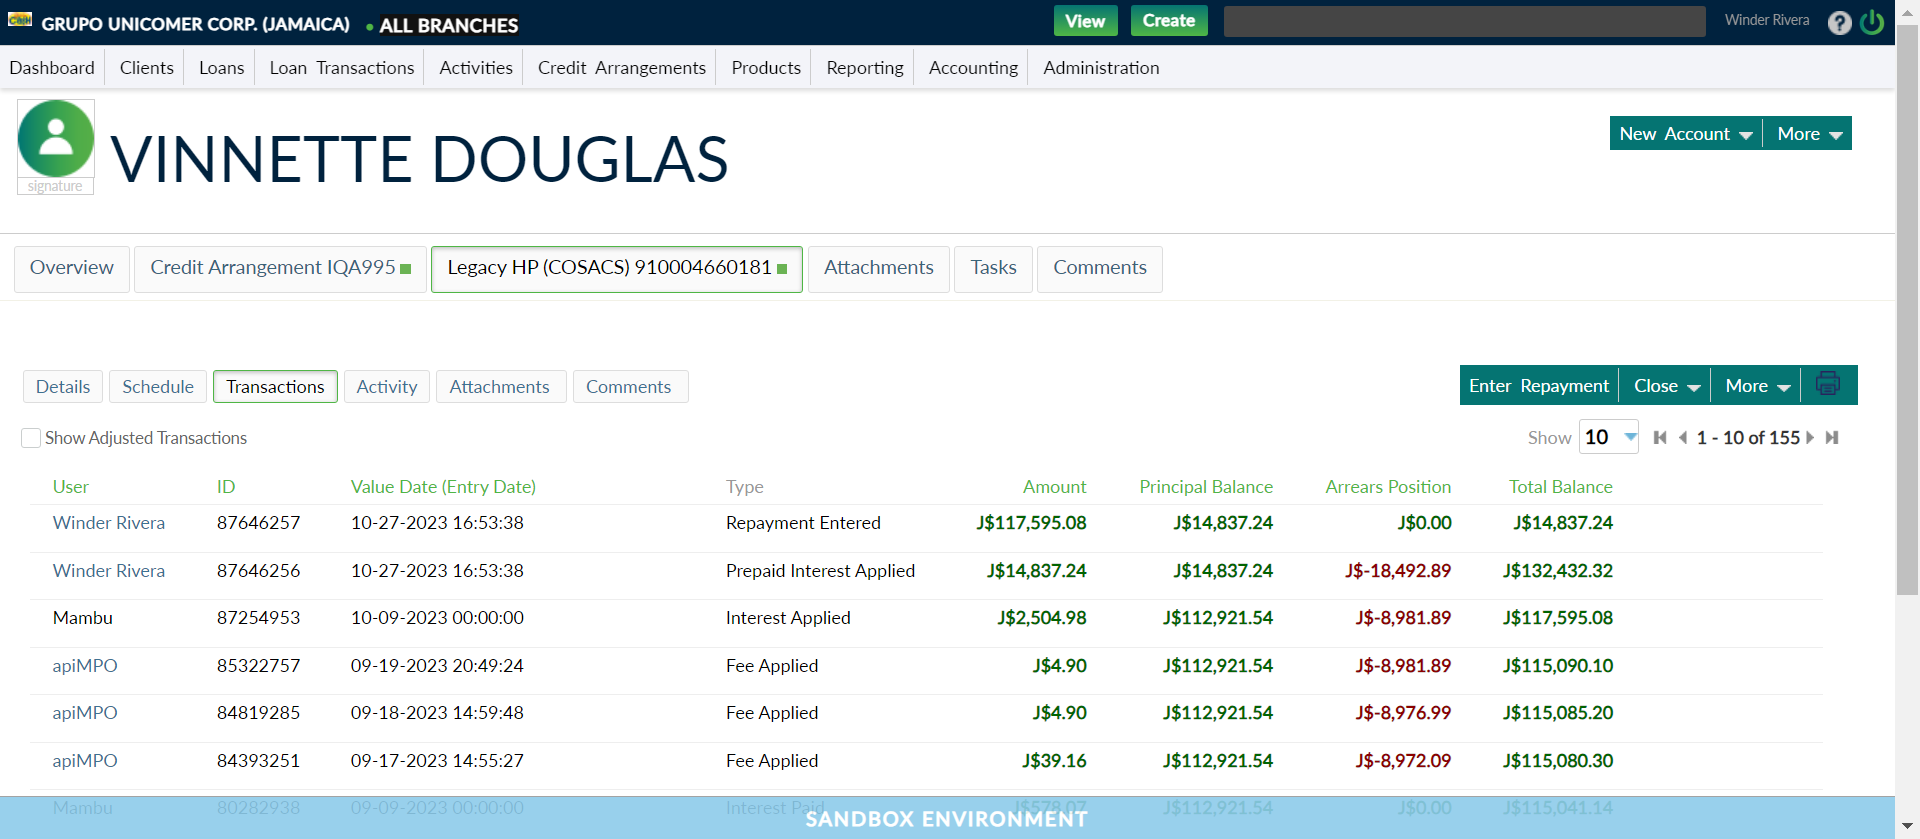 GRUPO UNICOMER CORP. (JAMAICA) ALL BRANCHES View Create Winder Rivera ?
Dashboard Clients Loans Loan Transactions Activities Credit Arrangements Products Reporting Accounting Administration
VINNETTE DOUGLAS
New Account More
signature
Overview Credit Arrangement IQA995 Legacy HP (COSACS) 910004660181 Attachments Tasks Comments
Details Schedule Transactions Activity Attachments Comments Enter Repayment Close More
Show Adjusted Transactions Show 10 1 - 10 of 155
User ID Value Date (Entry Date) Type Amount Principal Balance Arrears Position Total Balance
Winder Rivera 87646257 10-27-2023 16:53:38 Repayment Entered J$117,595.08 J$14,837.24 J$0.00 J$14,837.24
Winder Rivera 87646256 10-27-2023 16:53:38 Prepaid Interest Applied J$14,837.24 J$14,837.24 J$-18,492.89 J$132,432.32
Mambu 87254953 10-09-2023 00:00:00 Interest Applied J$2,504.98 J$112,921.54 J$-8,981.89 J$117,595.08
apiMPO 85322757 09-19-2023 20:49:24 Fee Applied J$4.90 J$112,921.54 J$-8,981.89 J$115,090.10
apiMPO 84819285 09-18-2023 14:59:48 Fee Applied J$4.90 J$112,921.54 J$-8,976.99 J$115,085.20
apiMPO 84393251 09-17-2023 14:55:27 Fee Applied J$39.16 J$112,921.54 J$-8,972.09 J$115,080.30
Mambu 80282938 09-09-2023 00:00:00 Interest Paid J$578.07 J$112,921.54 J$0.00 J$115,041.14
SANDBOX ENVIRONMENT